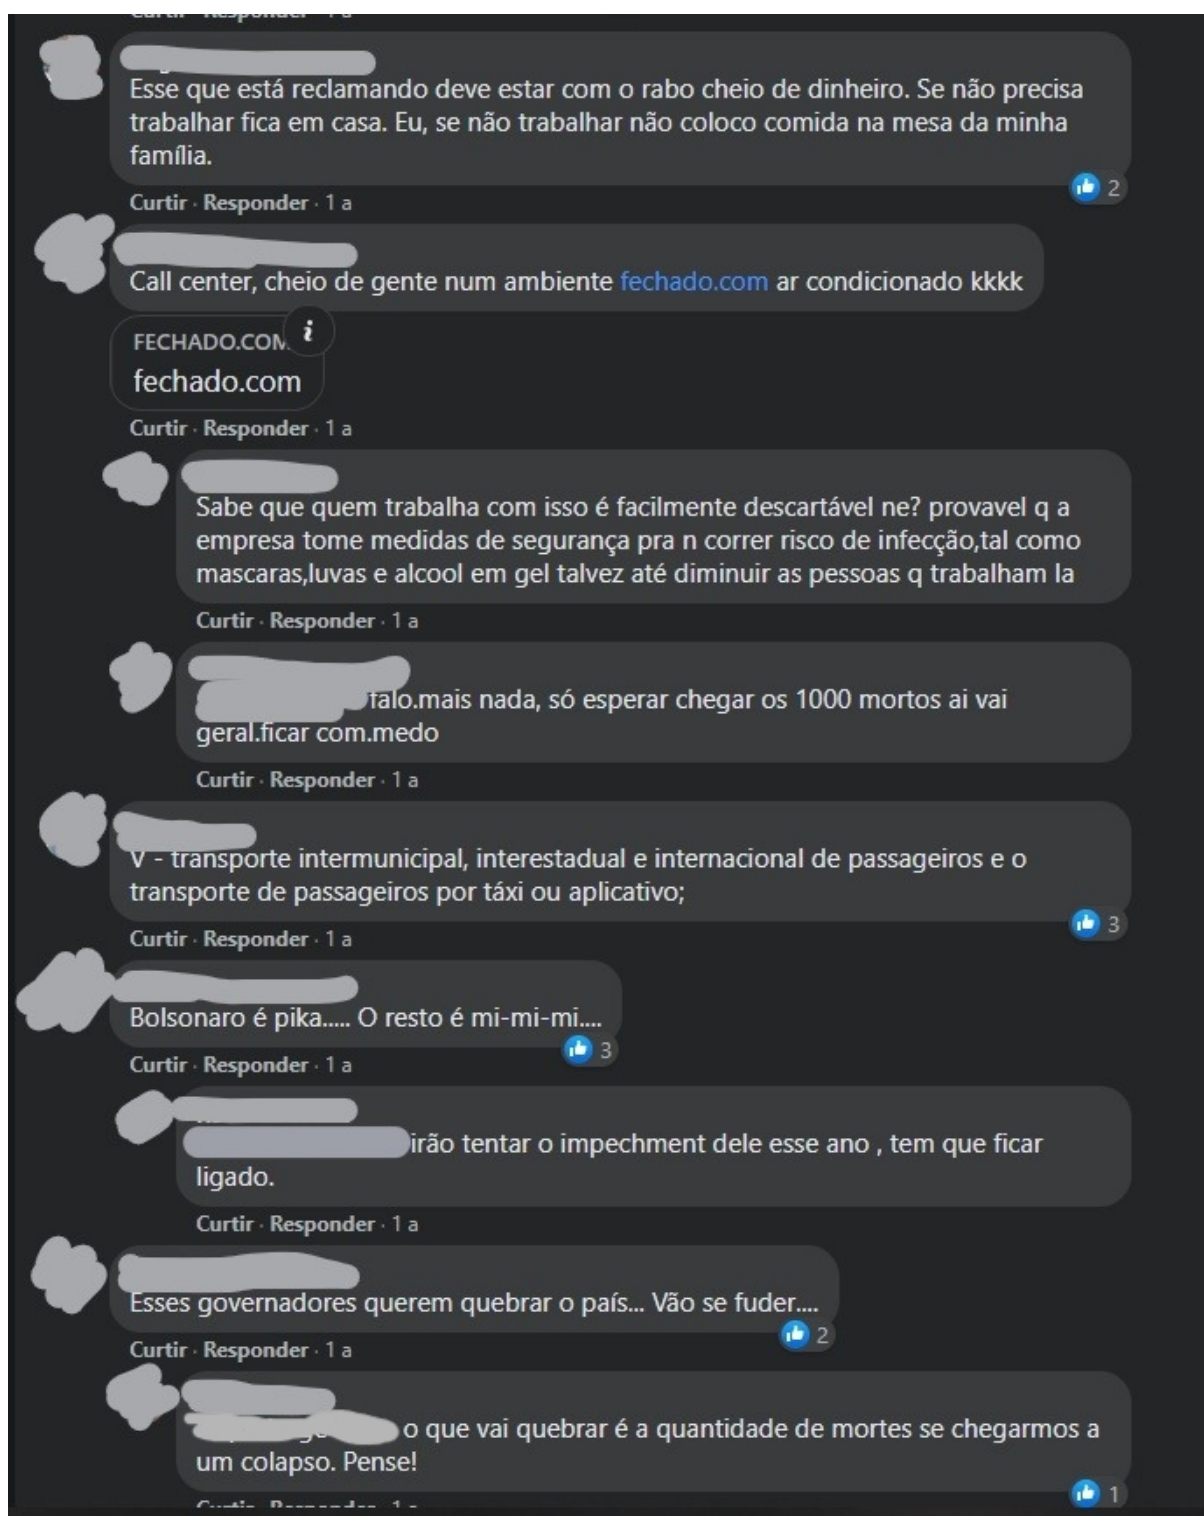 Curtir · Responder · 1 a
Esse que está reclamando deve estar com o rabo cheio de dinheiro. Se não precisa
trabalhar fica em casa. Eu, se não trabalhar não coloco comida na mesa da minha
família.
2
Curtir · Responder · 1 a
Call center, cheio de gente num ambiente fechado.com ar condicionado kkkk
FECHADO.COM
i
fechado.com
Curtir · Responder · 1 a
Sabe que quem trabalha com isso é facilmente descartável ne? provavel q a
empresa tome medidas de segurança pra n correr risco de infecção,tal como
mascaras,luvas e alcool em gel talvez até diminuir as pessoas q trabalham la
Curtir · Responder · 1 a
falo.mais nada, só esperar chegar os 1000 mortos ai vai
geral.ficar com.medo
Curtir · Responder · 1 a
V - transporte intermunicipal, interestadual e internacional de passageiros e o
transporte de passageiros por táxi ou aplicativo;
3
Curtir · Responder · 1 a
Bolsonaro é pika..... O resto é mi-mi-mi....
3
Curtir · Responder · 1 a
irão tentar o impechment dele esse ano , tem que ficar
ligado.
Curtir · Responder · 1 a
Esses governadores querem quebrar o país... Vão se fuder....
2
Curtir · Responder · 1 a
o que vai quebrar é a quantidade de mortes se chegarmos a
um colapso. Pense!
1
Curtir · Responder · 1 a